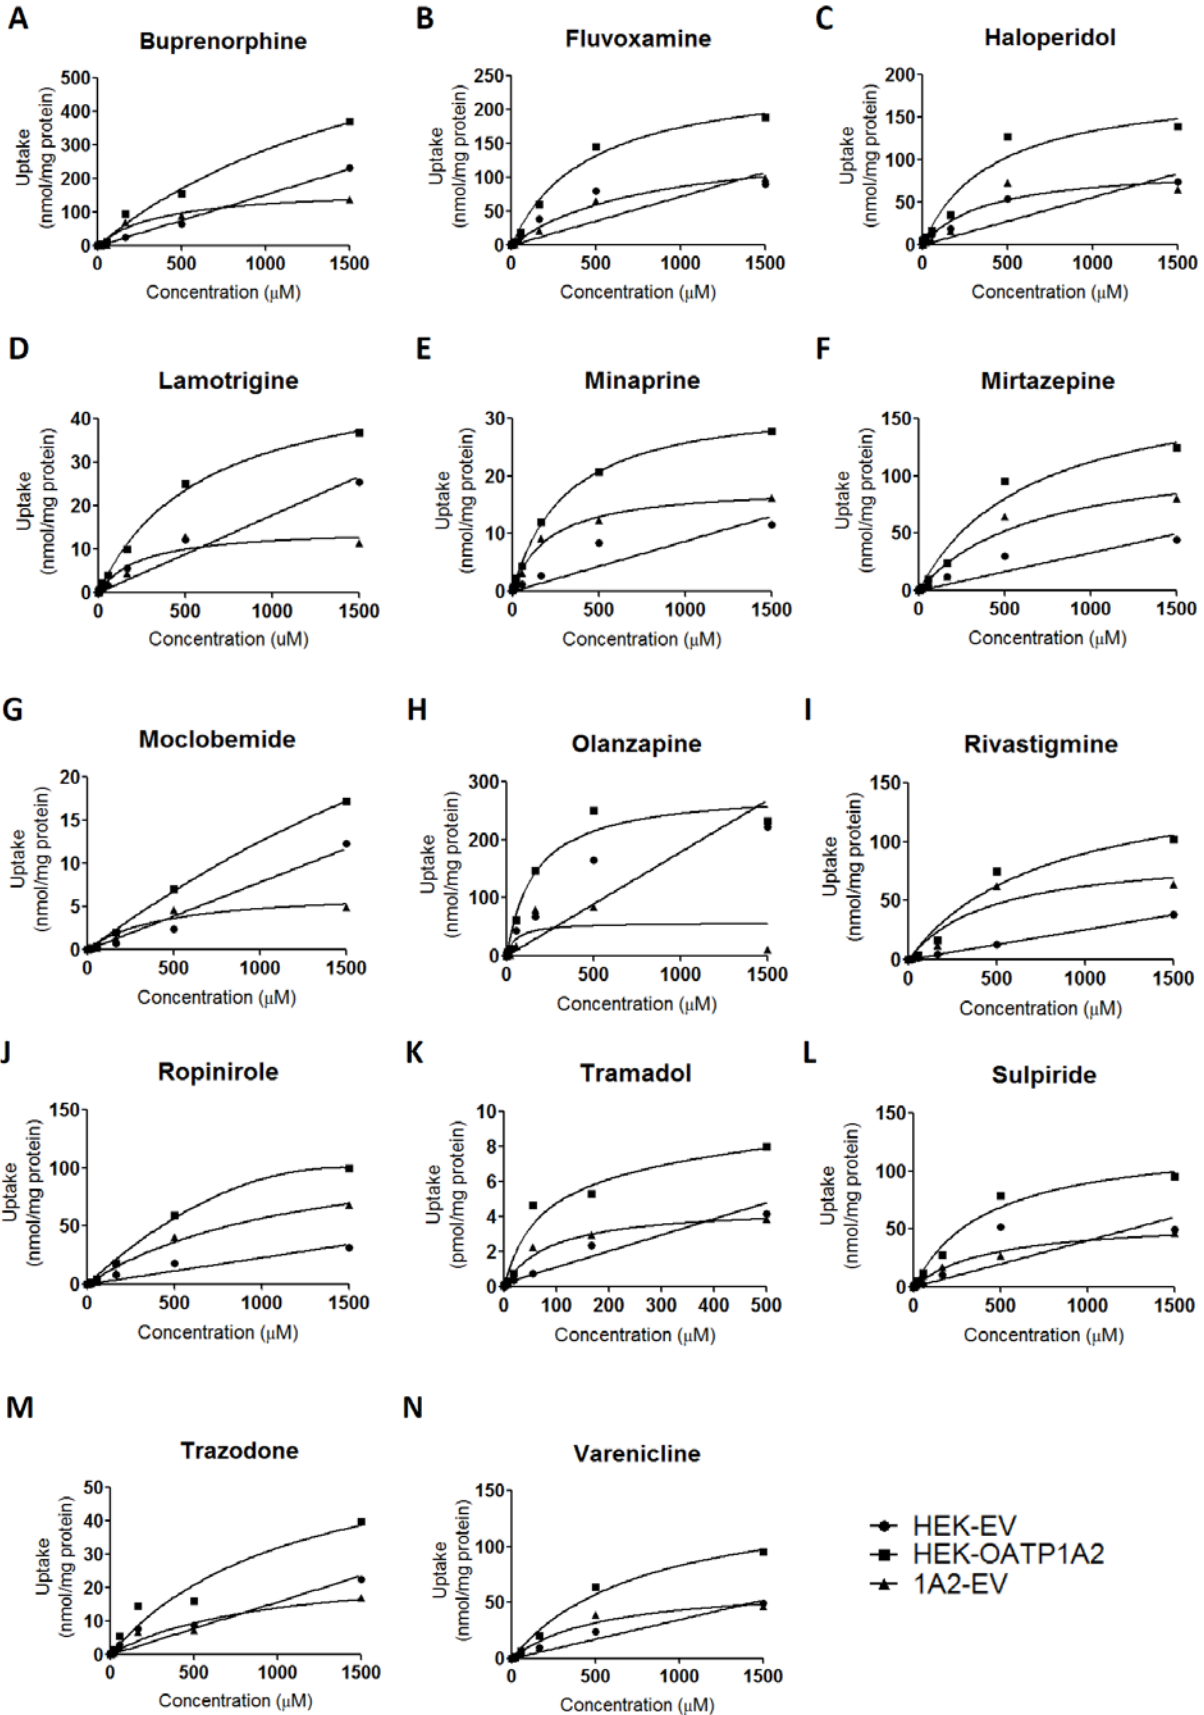 A
Buprenorphine
Uptake
(nmol/mg protein)
500
400
300
200
100
0
0 500 1000 1500
Concentration (μM)
B
Fluvoxamine
Uptake
(nmol/mg protein)
250
200
150
100
50
0
0 500 1000 1500
Concentration (μM)
C
Haloperidol
Uptake
(nmol/mg protein)
200
150
100
50
0
0 500 1000 1500
Concentration (μM)
D
Lamotrigine
Uptake
(nmol/mg protein)
40
30
20
10
0
0 500 1000 1500
Concentration (uM)
E
Minaprine
Uptake
(nmol/mg protein)
30
20
10
0
0 500 1000 1500
Concentration (μM)
F
Mirtazepine
Uptake
(nmol/mg protein)
150
100
50
0
0 500 1000 1500
Concentration (μM)
G
Moclobemide
Uptake
(nmol/mg protein)
20
15
10
5
0
0 500 1000 1500
Concentration (μM)
H
Olanzapine
Uptake
(nmol/mg protein)
300
200
100
0
0 500 1000 1500
Concentration (μM)
I
Rivastigmine
Uptake
(nmol/mg protein)
150
100
50
0
0 500 1000 1500
Concentration (μM)
J
Ropinirole
Uptake
(nmol/mg protein)
150
100
50
0
0 500 1000 1500
Concentration (μM)
K
Tramadol
Uptake
(pmol/mg protein)
10
8
6
4
2
0
0 100 200 300 400 500
Concentration (μM)
L
Sulpiride
Uptake
(nmol/mg protein)
150
100
50
0
0 500 1000 1500
Concentration (μM)
M
Trazodone
Uptake
(nmol/mg protein)
50
40
30
20
10
0
0 500 1000 1500
Concentration (μM)
N
Varenicline
Uptake
(nmol/mg protein)
150
100
50
0
0 500 1000 1500
Concentration (μM)
HEK-EV
HEK-OATP1A2
1A2-EV